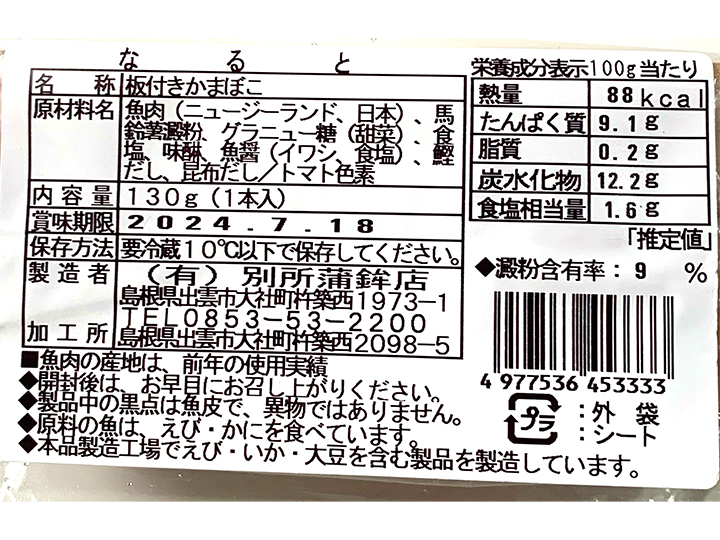 なると
名称 板付きかまぼこ
原材料名 魚肉(ニュージーランド、日本)、馬
鈴薯澱粉、グラニュー糖(甜菜)、食
塩、味醂、魚醤(イワシ、食塩)、鰹
だし、昆布だし/トマト色素
内容量 130g(1本入)
賞味期限 2024.7.18
保存方法 要冷蔵10℃以下で保存してください。
製造者 (有)別所蒲鉾店
島根県出雲市大社町杵築西1973-1
TEL0853-53-2200
加工所 島根県出雲市大社町杵築西2098-5
■魚肉の産地は、前年の使用実績
◆開封後は、お早目にお召し上がりください。
◆製品中の黒点は魚皮で、異物ではありません。
◆原料の魚は、えび・かにを食べています。
◆本品製造工場でえび・いか・大豆を含む製品を製造しています。
栄養成分表示100g当たり
熱量 88kcal
たんぱく質 9.1g
脂質 0.2g
炭水化物 12.2g
食塩相当量 1.6g
「推定値」
◆澱粉含有率:9 %
4 977536 453333
プラ :外袋
:シート